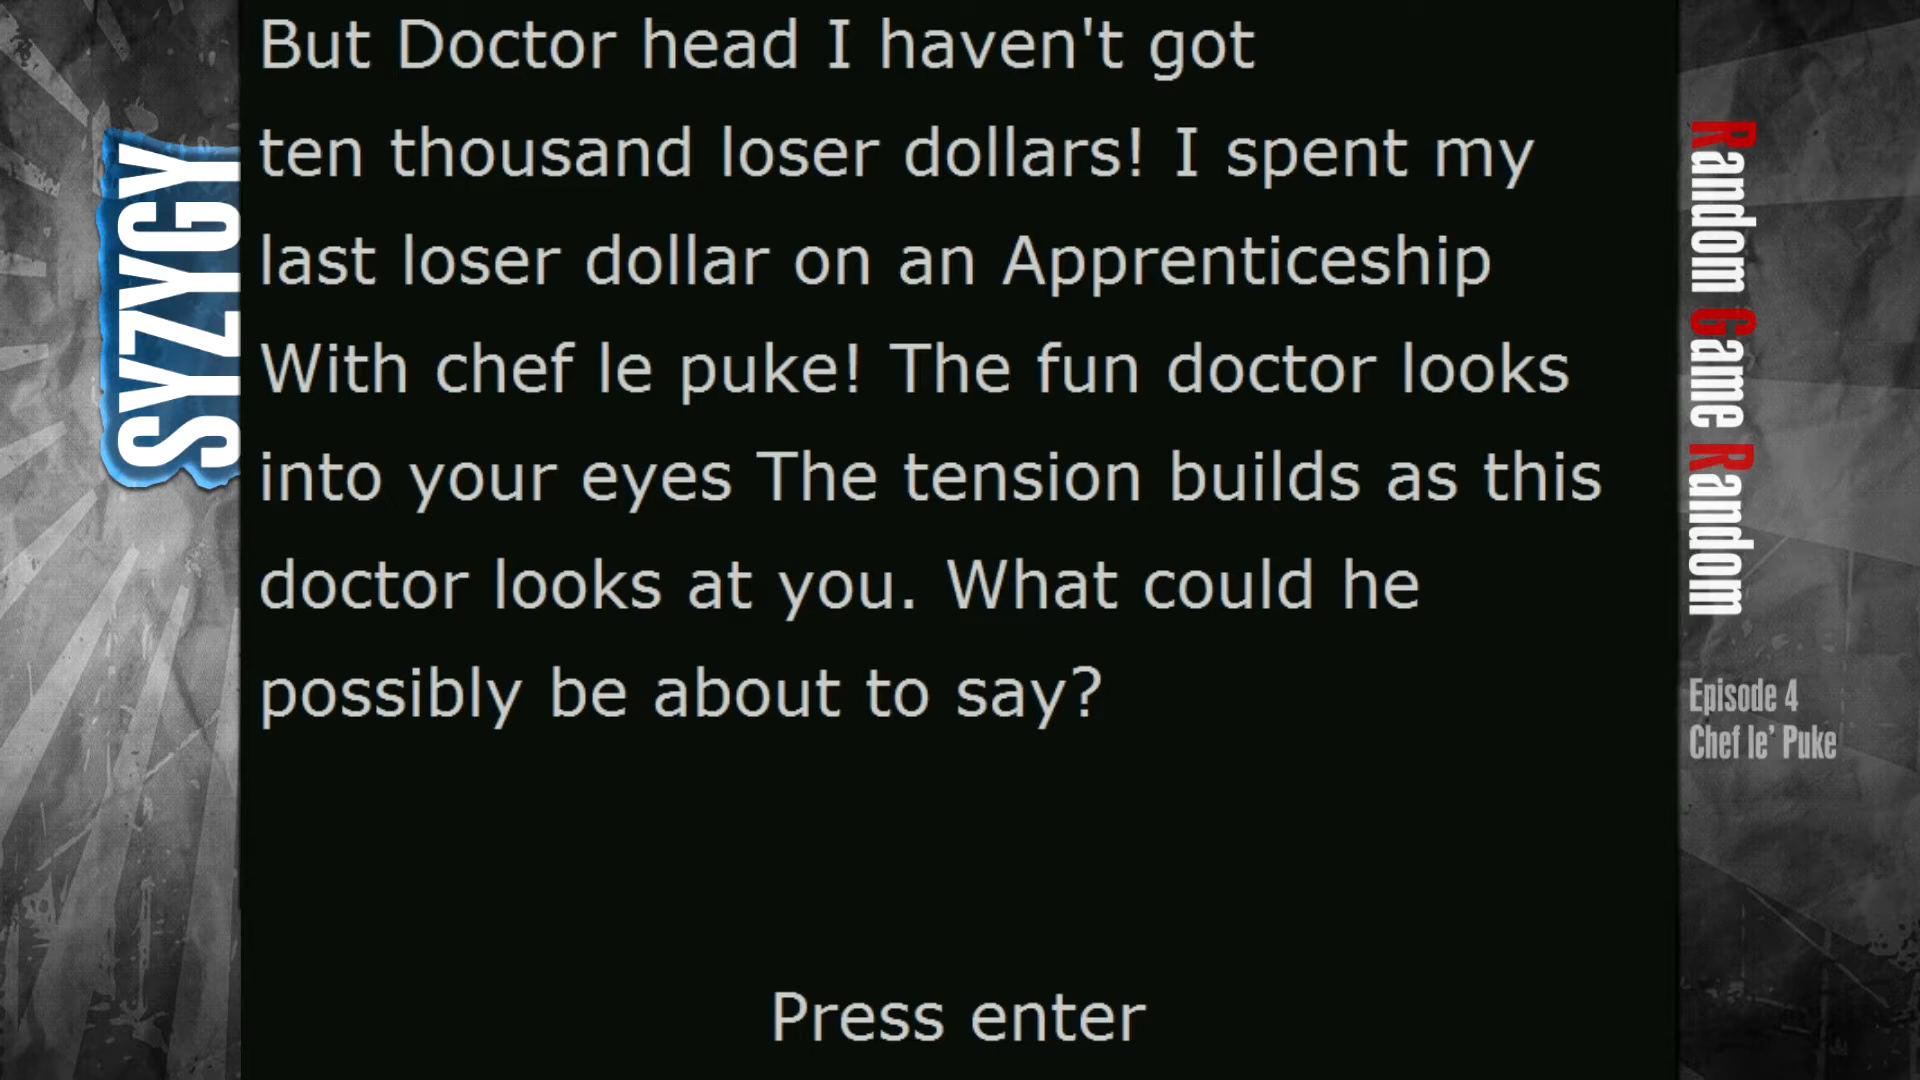 But Doctor head I haven't got
ten thousand loser dollars! I spent my
last loser dollar on an Apprenticeship
With chef le puke! The fun doctor looks
into your eyes The tension builds as this
doctor looks at you. What could he
possibly be about to say?
Press enter
SYZYGY
Random Game Random
Episode 4
Chef le' Puke